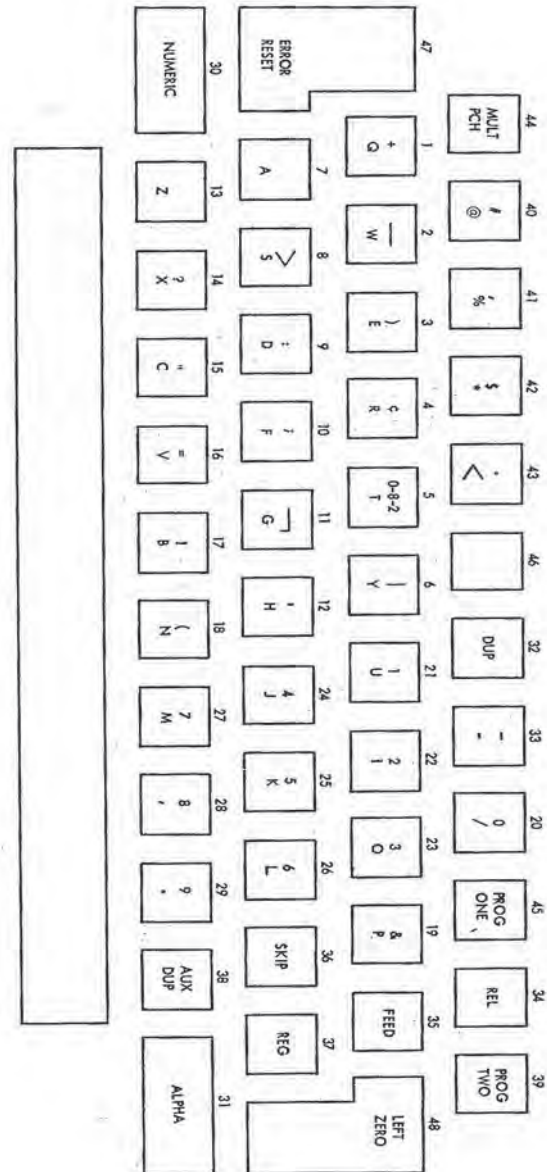 44 40 41 42 43 46 32 33 20 45 34 39
MULT # , $ . DUP – 0 PROG REL PROG
PCH @ % * < - / ONE TWO
47 1 2 3 4 5 6 21 22 23 19 35 48
+ _ ) ¢ 0-8-2 | 1 2 3 & FEED LEFT
Q W E R T Y U I O P ZERO
7 8 9 10 11 12 24 25 26 36 37
ERROR > : ; ¬ ' 4 5 6 SKIP REG
RESET A S D F G H J K L
30 13 14 15 16 17 18 27 28 29 38 31
NUMERIC ? " = ! ( 7 8 9 AUX ALPHA
Z X C V B N M , . DUP